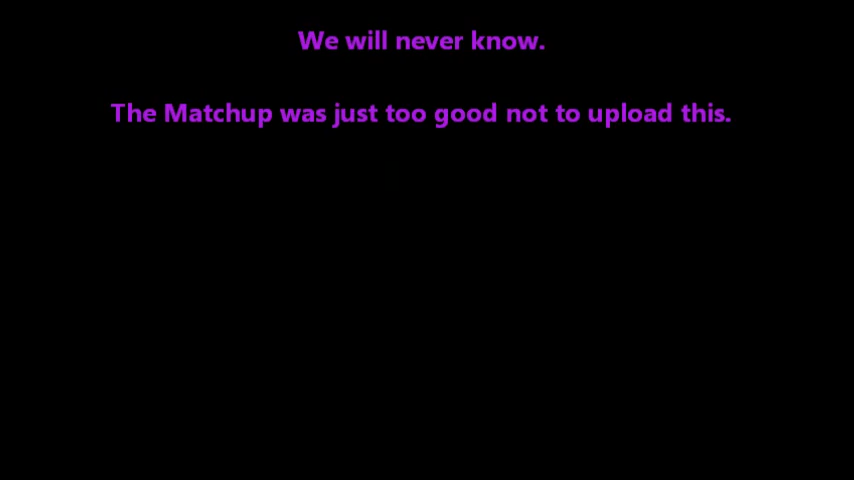 We will never know.
The Matchup was just too good not to upload this.